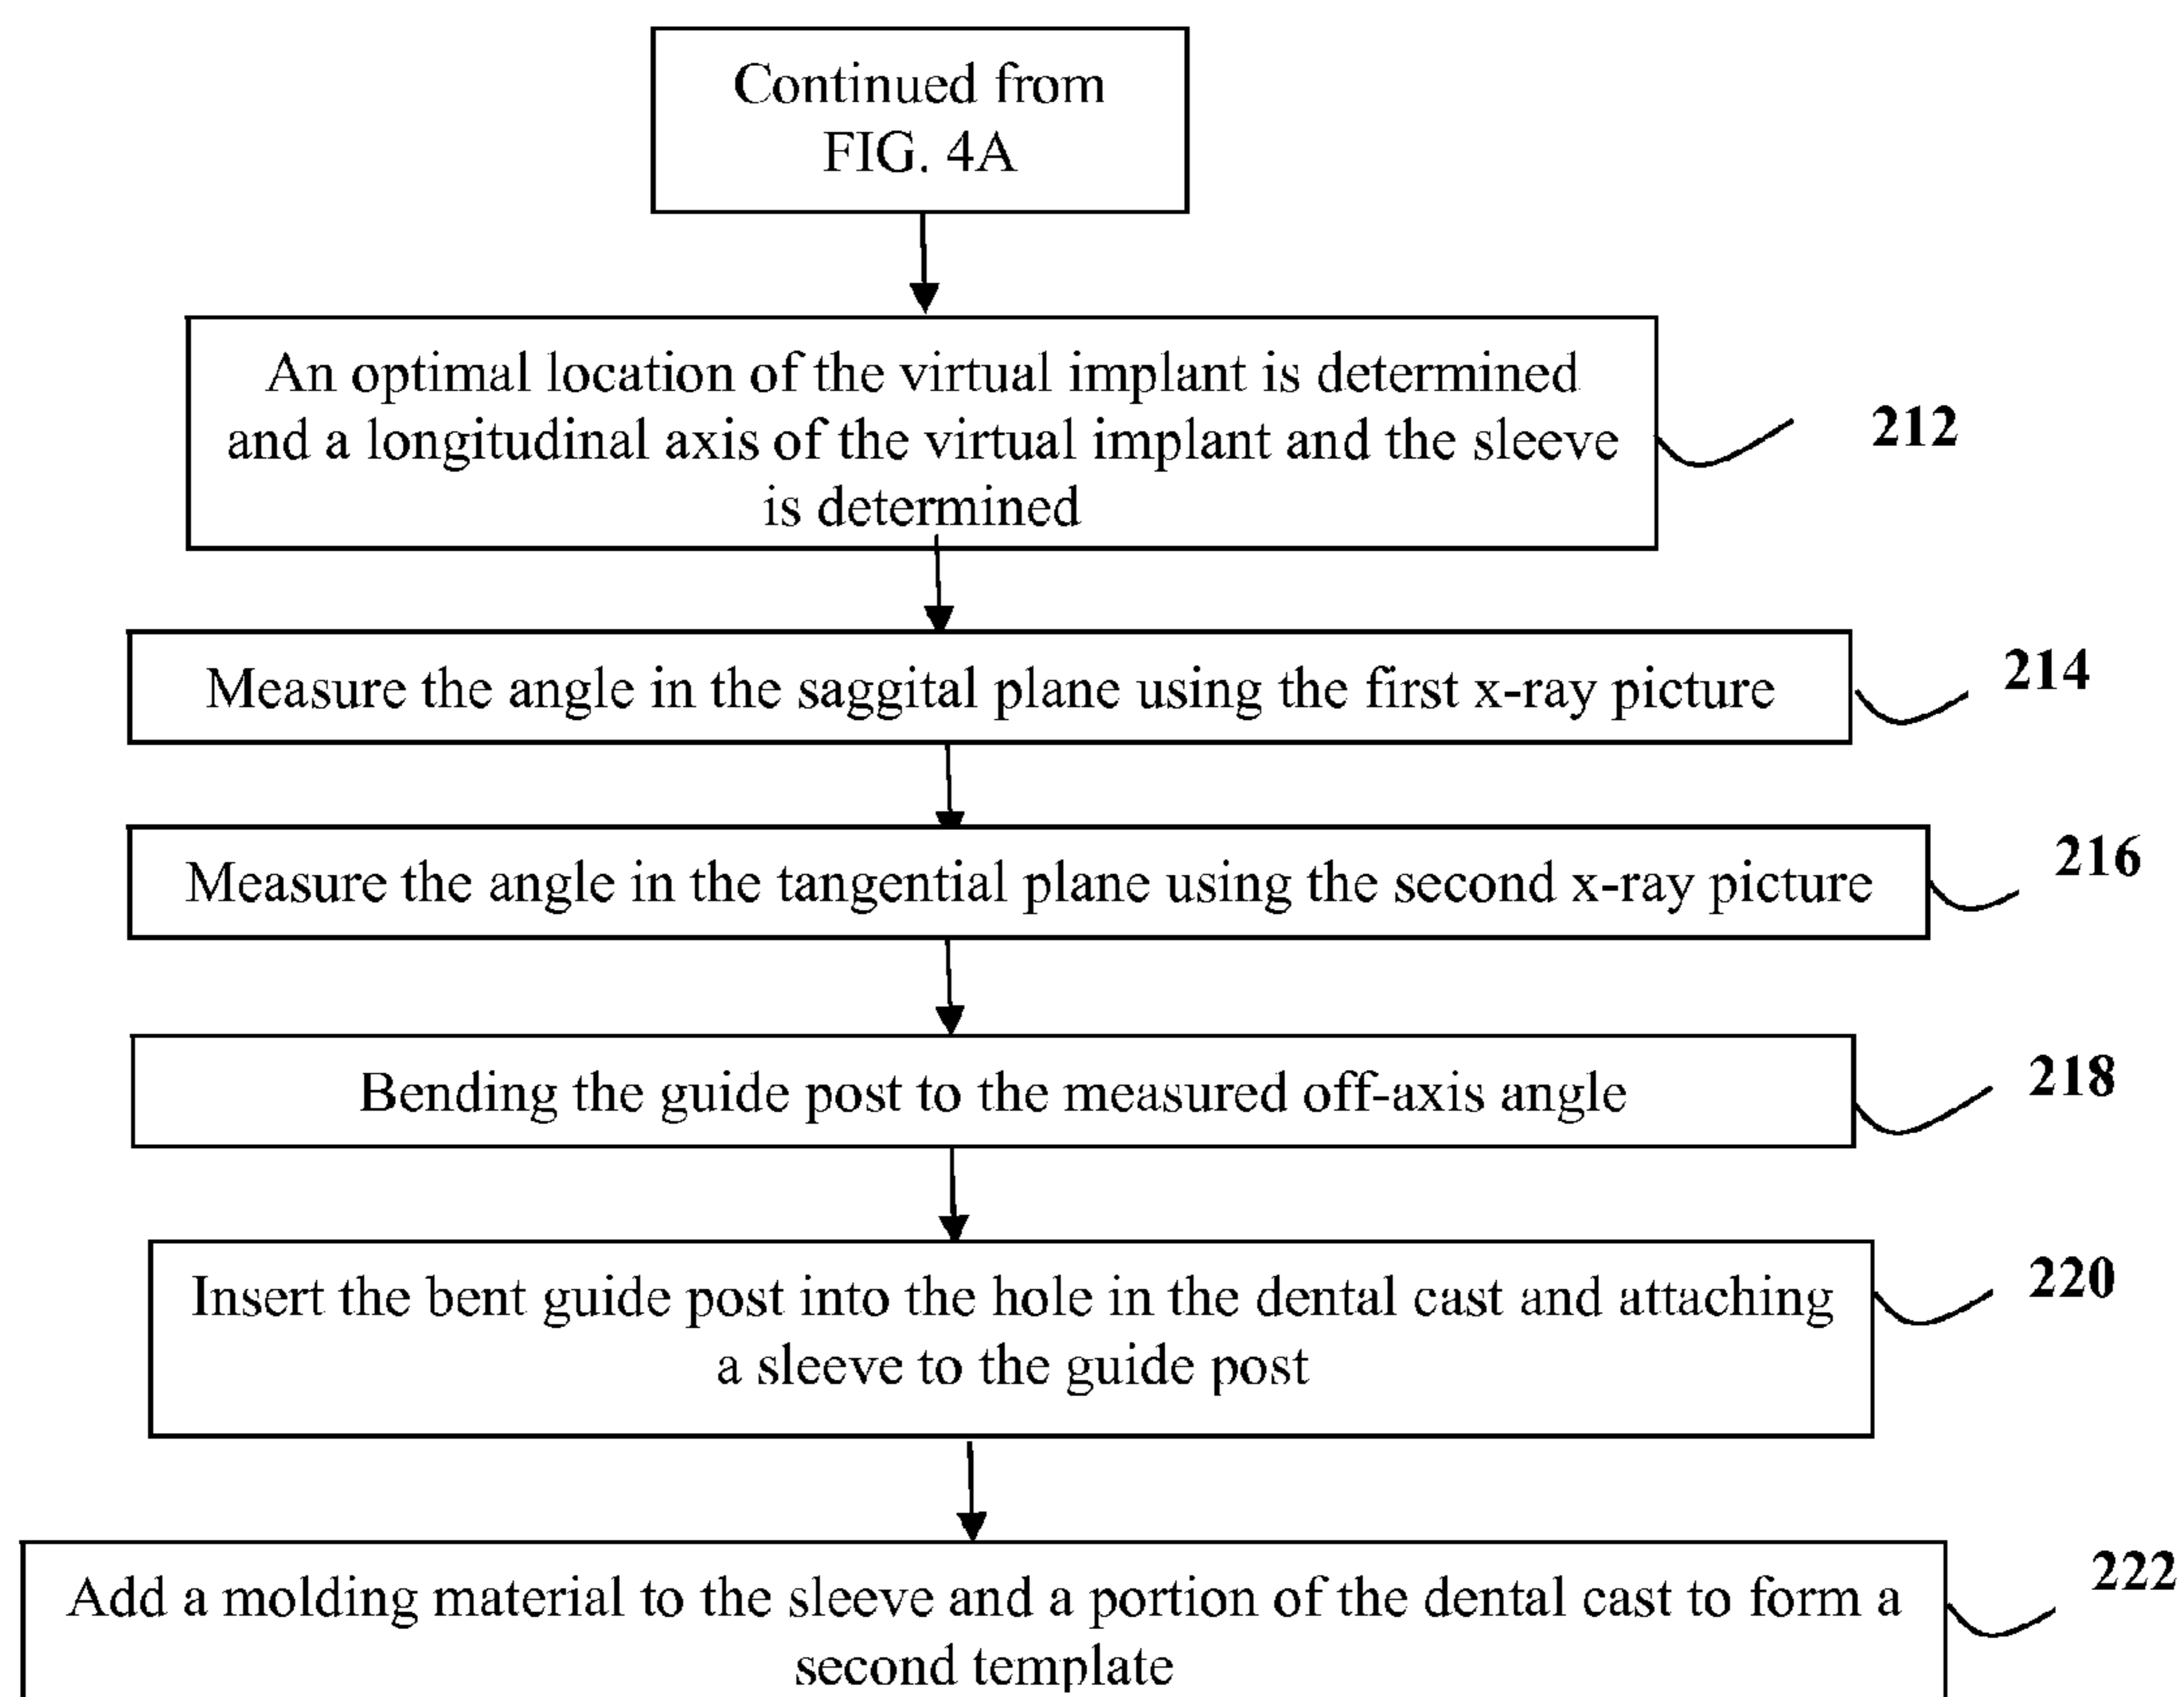 Continued from
FIG. 4A
An optimal location of the virtual implant is determined
and a longitudinal axis of the virtual implant and the sleeve
is determined
212
Measure the angle in the saggital plane using the first x-ray picture
214
Measure the angle in the tangential plane using the second x-ray picture
216
Bending the guide post to the measured off-axis angle
218
Insert the bent guide post into the hole in the dental cast and attaching
a sleeve to the guide post
220
Add a molding material to the sleeve and a portion of the dental cast to form a
second template
222